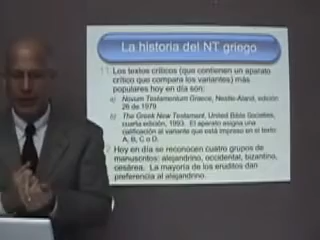 La historia del NT griego
11. Los textos críticos (que contienen un aparato
crítico que compara los variantes) más
populares hoy en día son:
a) Novum Testamentum Graece, Nestle-Aland, edición
26 de 1979.
b) The Greek New Testament, United Bible Societies,
cuarta edición, 1993. El aparato asigna una
calificación al variante que está impreso en el texto:
A, B, C o D.
Hoy en día se reconocen cuatro grupos de
manuscritos: alejandrino, occidental, bizantino,
cesárea. La mayoría de los eruditos dan
preferencia al alejandrino.